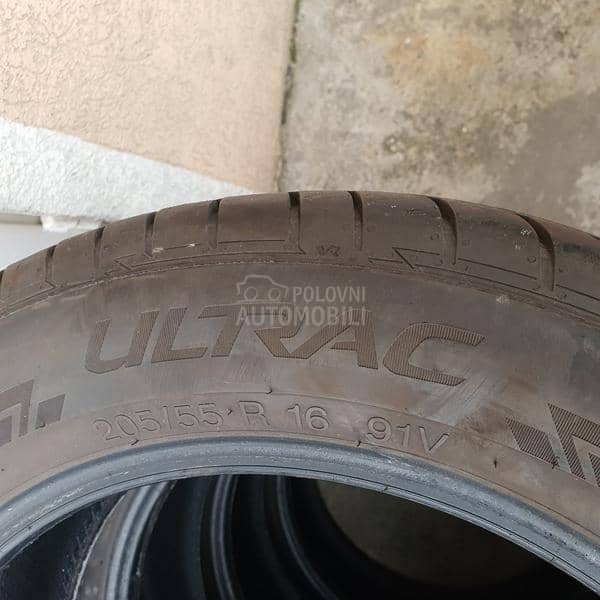 POLOVNI
AUTOMOBILI
ULTRAC
205/55 R 16 91V